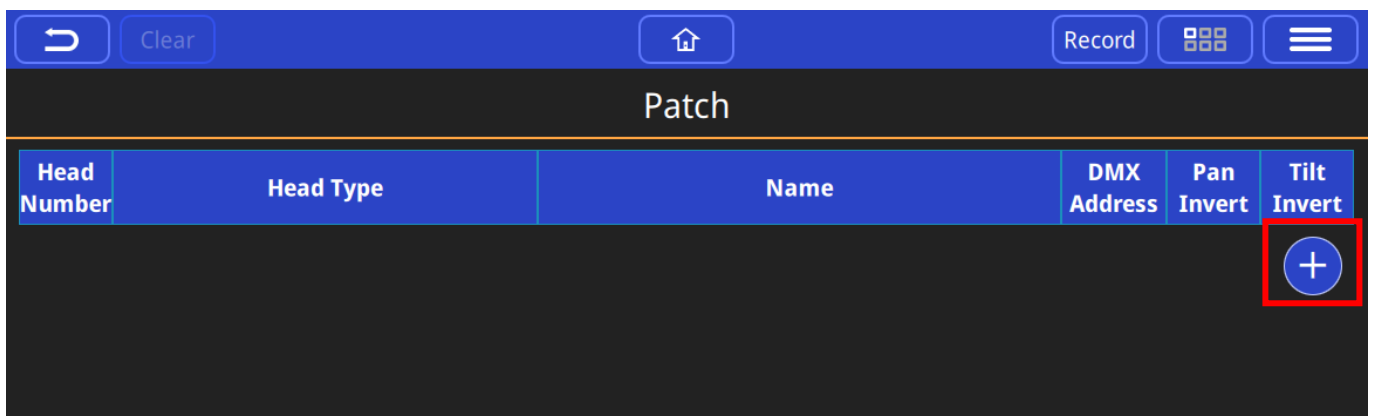 Clear
Record
Patch
Head Number
Head Type
Name
DMX Address
Pan Invert
Tilt Invert